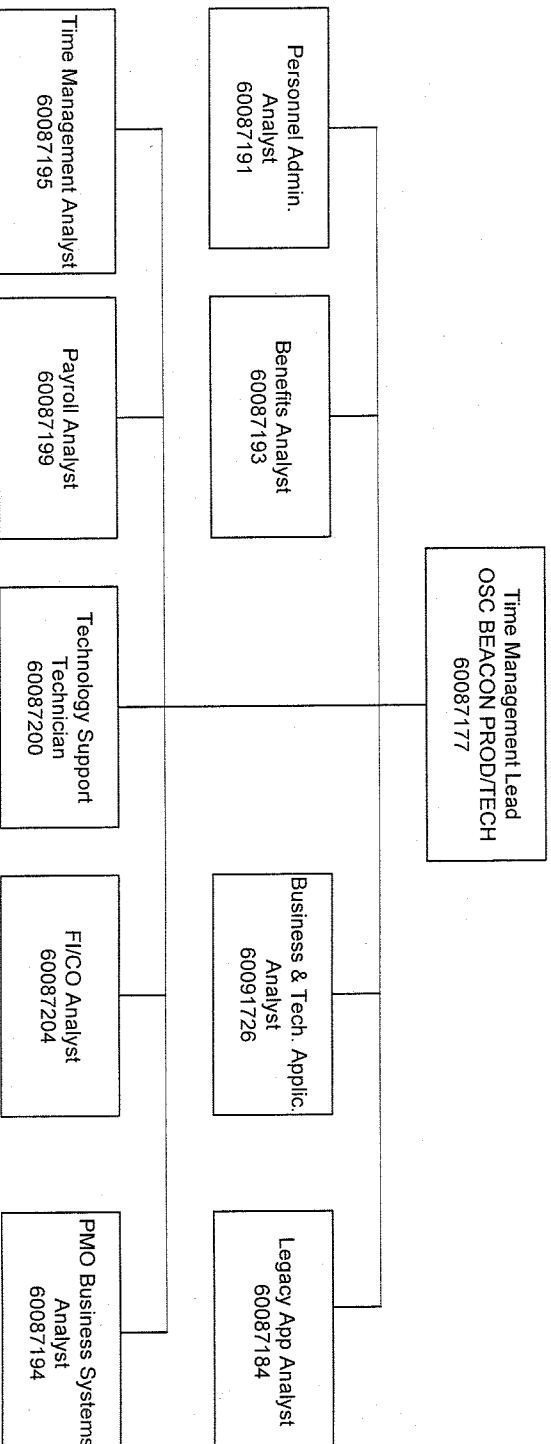 Time Management Lead
OSC BEACON PROD/TECH
60087177
Personnel Admin.
Analyst
60087191
Benefits Analyst
60087193
Business & Tech. Applic.
Analyst
60091726
Legacy App Analyst
60087184
Time Management Analyst
60087195
Payroll Analyst
60087199
Technology Support
Technician
60087200
FI/CO Analyst
60087204
PMO Business Systems
Analyst
60087194